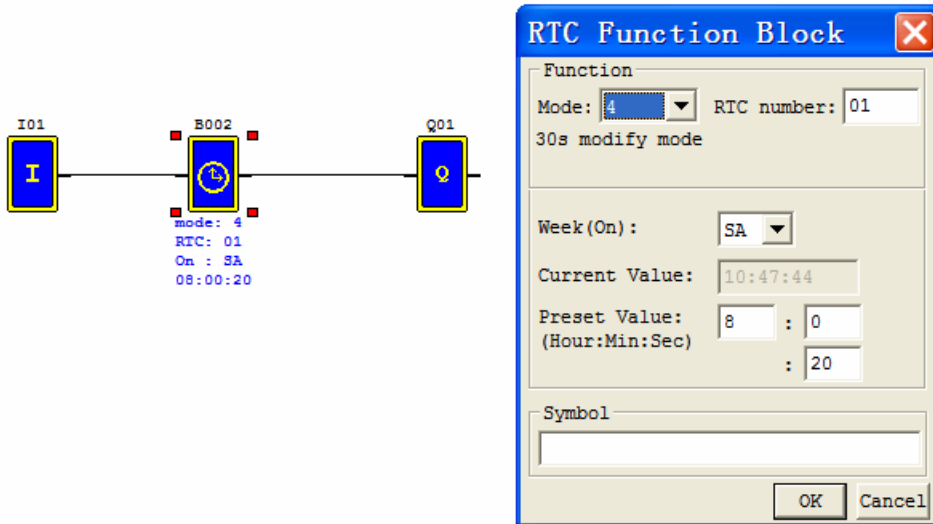 I01
B002
Q01
I
Q
mode: 4
RTC: 01
On : SA
08:00:20
RTC Function Block
Function
Mode: 4 RTC number: 01
30s modify mode
Week(On): SA
Current Value: 10:47:44
Preset Value: 8 : 0
(Hour:Min:Sec)
: 20
Symbol
OK Cancel